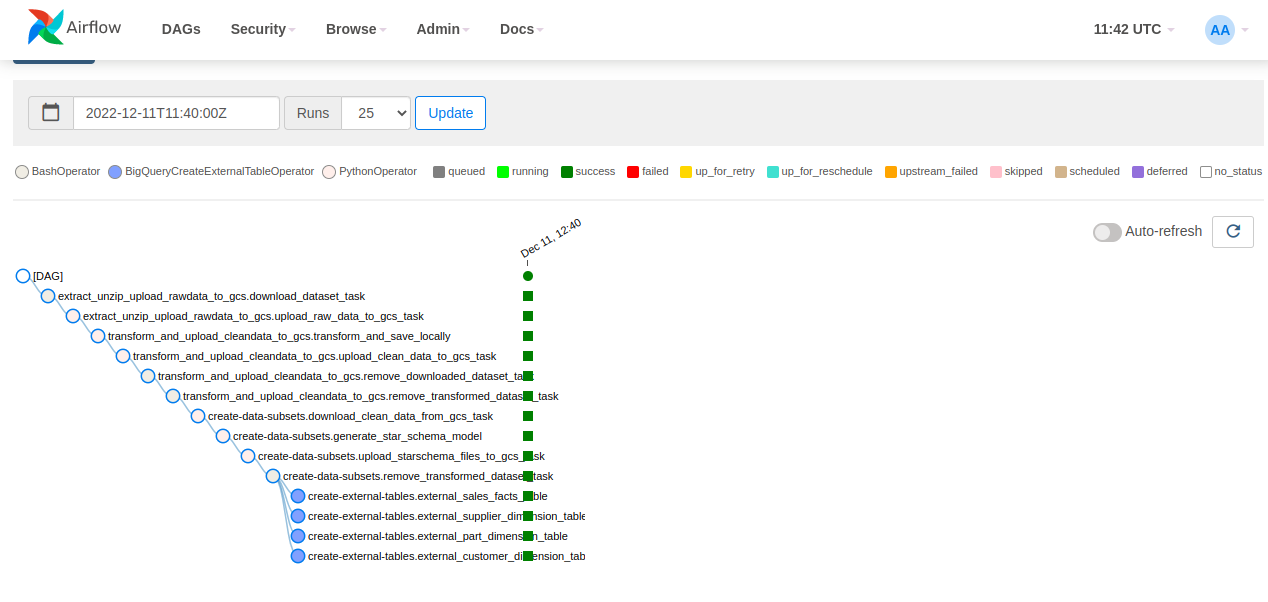 Airflow DAGs Security Browse Admin Docs 11:42 UTC AA
2022-12-11T11:40:00Z Runs 25 Update
BashOperator BigQueryCreateExternalTableOperator PythonOperator queued running success failed up_for_retry up_for_reschedule upstream_failed skipped scheduled deferred no_status
Auto-refresh
Dec 11, 12:40
[DAG]
extract_unzip_upload_rawdata_to_gcs.download_dataset_task
extract_unzip_upload_rawdata_to_gcs.upload_raw_data_to_gcs_task
transform_and_upload_cleandata_to_gcs.transform_and_save_locally
transform_and_upload_cleandata_to_gcs.upload_clean_data_to_gcs_task
transform_and_upload_cleandata_to_gcs.remove_downloaded_dataset_task
transform_and_upload_cleandata_to_gcs.remove_transformed_dataset_task
create-data-subsets.download_clean_data_from_gcs_task
create-data-subsets.generate_star_schema_model
create-data-subsets.upload_starschema_files_to_gcs_task
create-data-subsets.remove_transformed_dataset_task
create-external-tables.external_sales_facts_table
create-external-tables.external_supplier_dimension_table
create-external-tables.external_part_dimension_table
create-external-tables.external_customer_dimension_tab